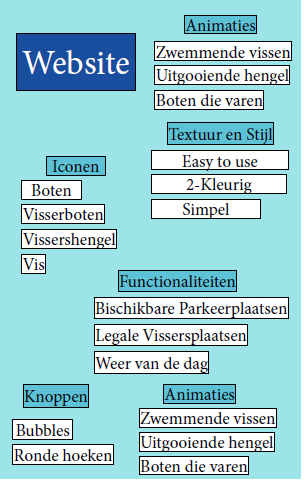 Website
Animaties
Zwemmende vissen
Uitgooiende hengel
Boten die varen
Textuur en Stijl
Easy to use
2-Kleurig
Simpel
Iconen
Boten
Visserboten
Vissershengel
Vis
Functionaliteiten
Bischikbare Parkeerplaatsen
Legale Vissersplaatsen
Weer van de dag
Knoppen
Bubbles
Ronde hoeken
Animaties
Zwemmende vissen
Uitgooiende hengel
Boten die varen